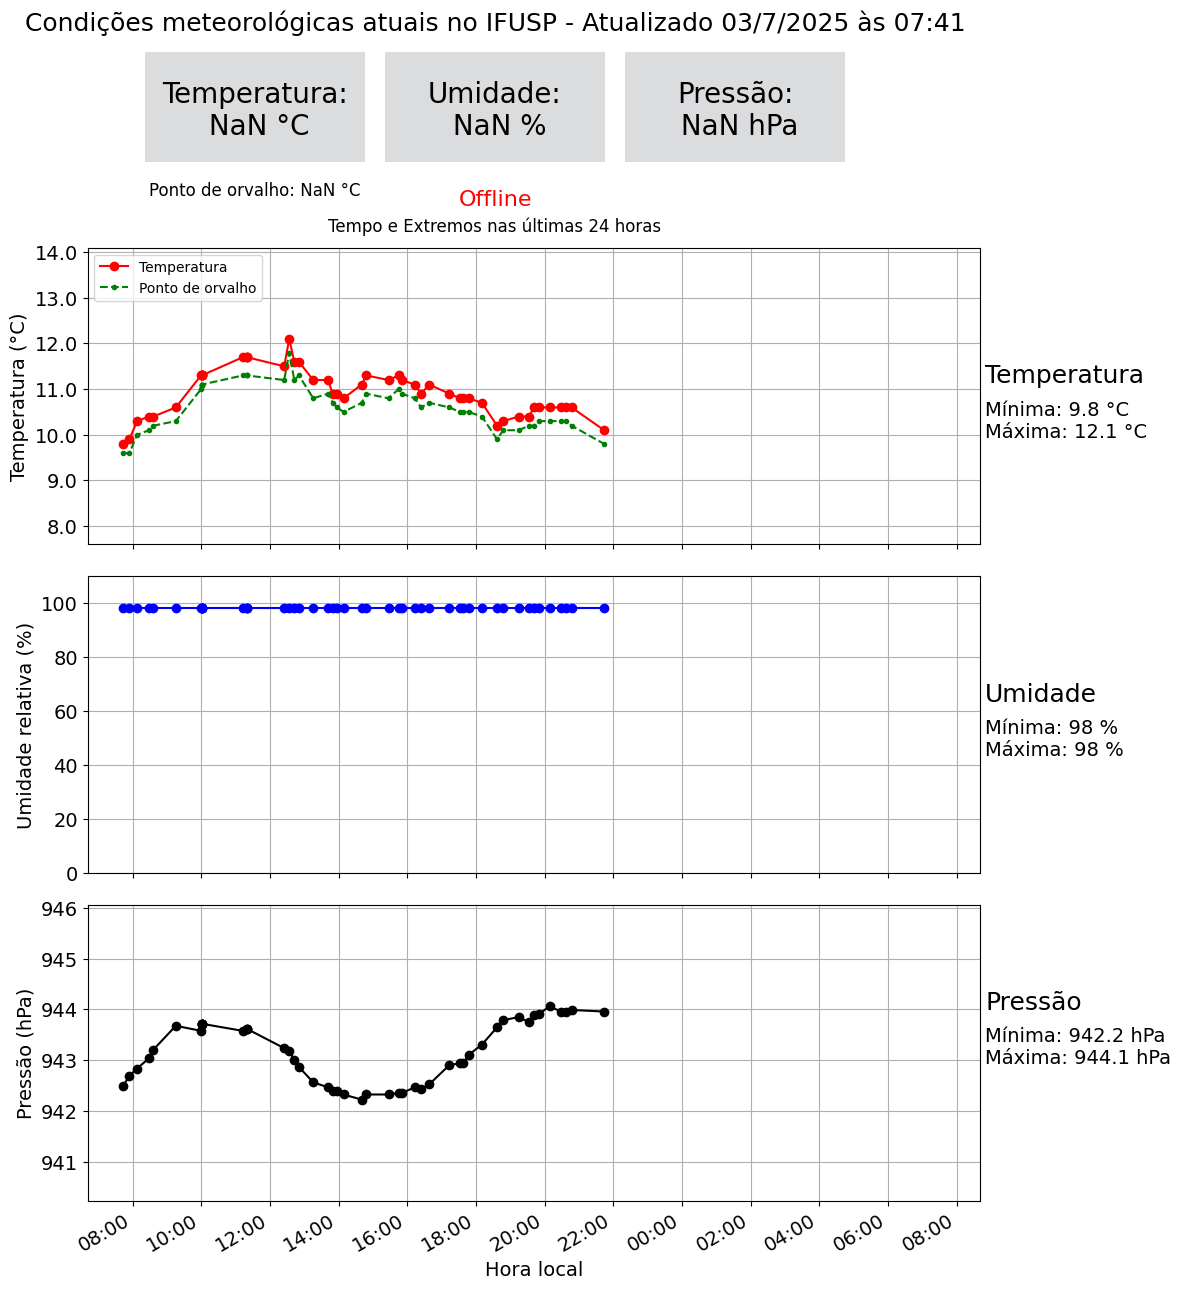 Condições meteorológicas atuais no IFUSP - Atualizado 03/7/2025 às 07:41
Temperatura:
NaN °C
Umidade:
NaN %
Pressão:
NaN hPa
Ponto de orvalho: NaN °C
Offline
Tempo e Extremos nas últimas 24 horas
Temperatura (°C)
14.0
13.0
12.0
11.0
10.0
9.0
8.0
Temperatura
Ponto de orvalho
Temperatura
Mínima: 9.8 °C
Máxima: 12.1 °C
Umidade relativa (%)
100
80
60
40
20
0
Umidade
Mínima: 98 %
Máxima: 98 %
Pressão (hPa)
946
945
944
943
942
941
Pressão
Mínima: 942.2 hPa
Máxima: 944.1 hPa
08:00 10:00 12:00 14:00 16:00 18:00 20:00 22:00 00:00 02:00 04:00 06:00 08:00
Hora local